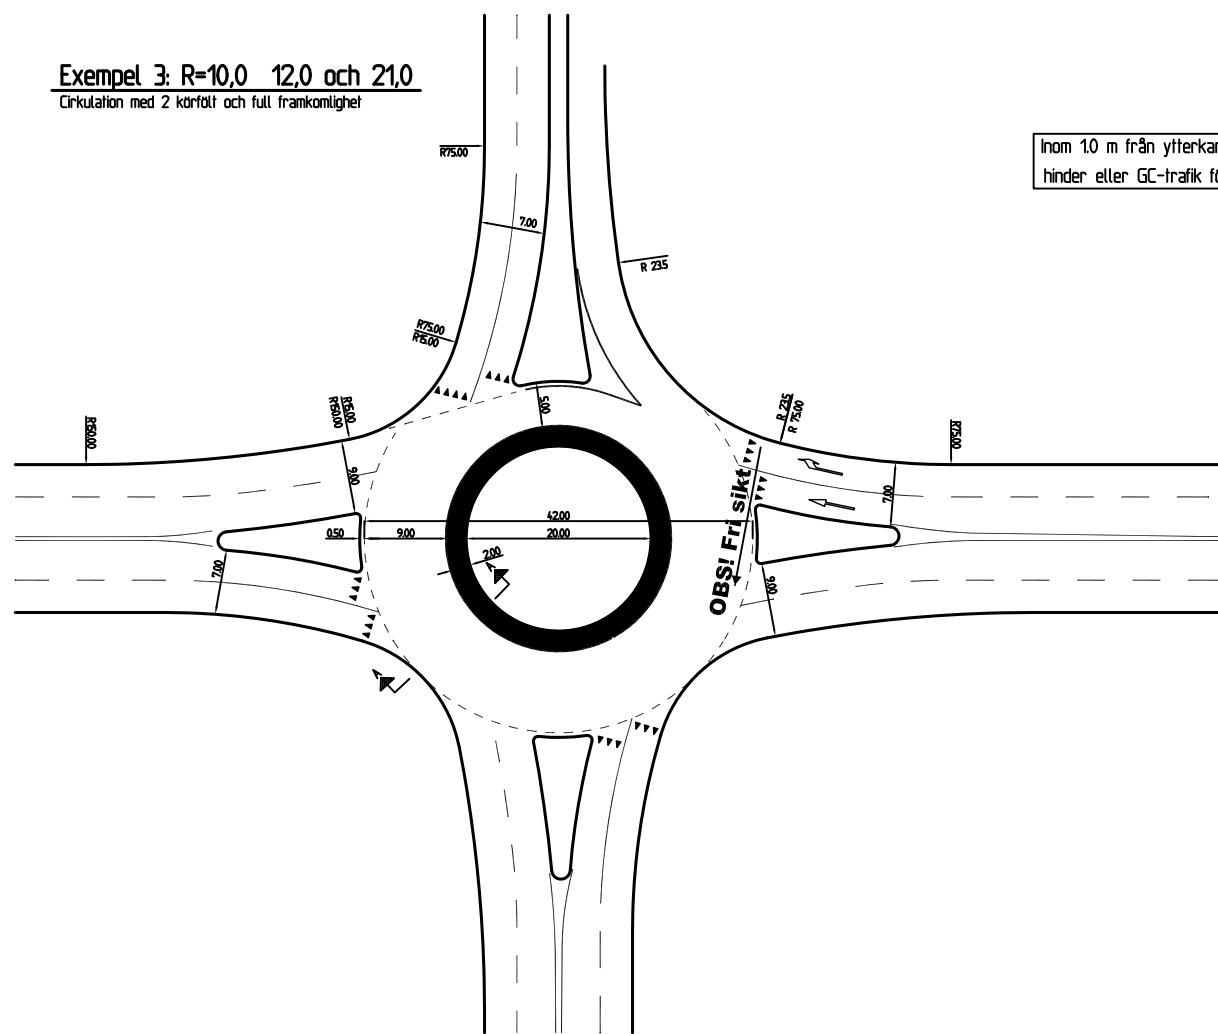 Exempel 3: R=10,0 12,0 och 21,0
Cirkulation med 2 körfält och full framkomlighet
Inom 1.0 m från ytterkan
hinder eller GC-trafik fö
R75.00
7.00
R 23.5
R75.00
R15.00
R15.00
R150.00
R150.00
5.00
R 23.5
R 75.00
R75.00
9.00
7.00
42.00
0.50
9.00
20.00
2.00
7.00
OBS! Fri sikt
9.00
A
A